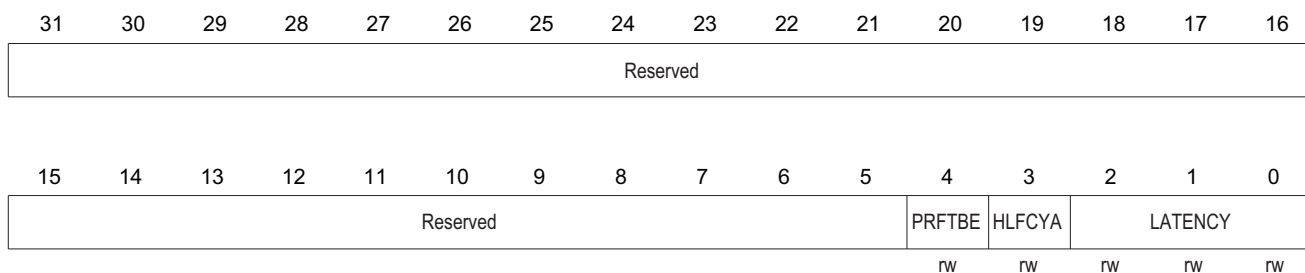 31 30 29 28 27 26 25 24 23 22 21 20 19 18 17 16
Reserved
15 14 13 12 11 10 9 8 7 6 5 4 3 2 1 0
Reserved PRFTBE HLFCYA LATENCY
rw rw rw rw rw